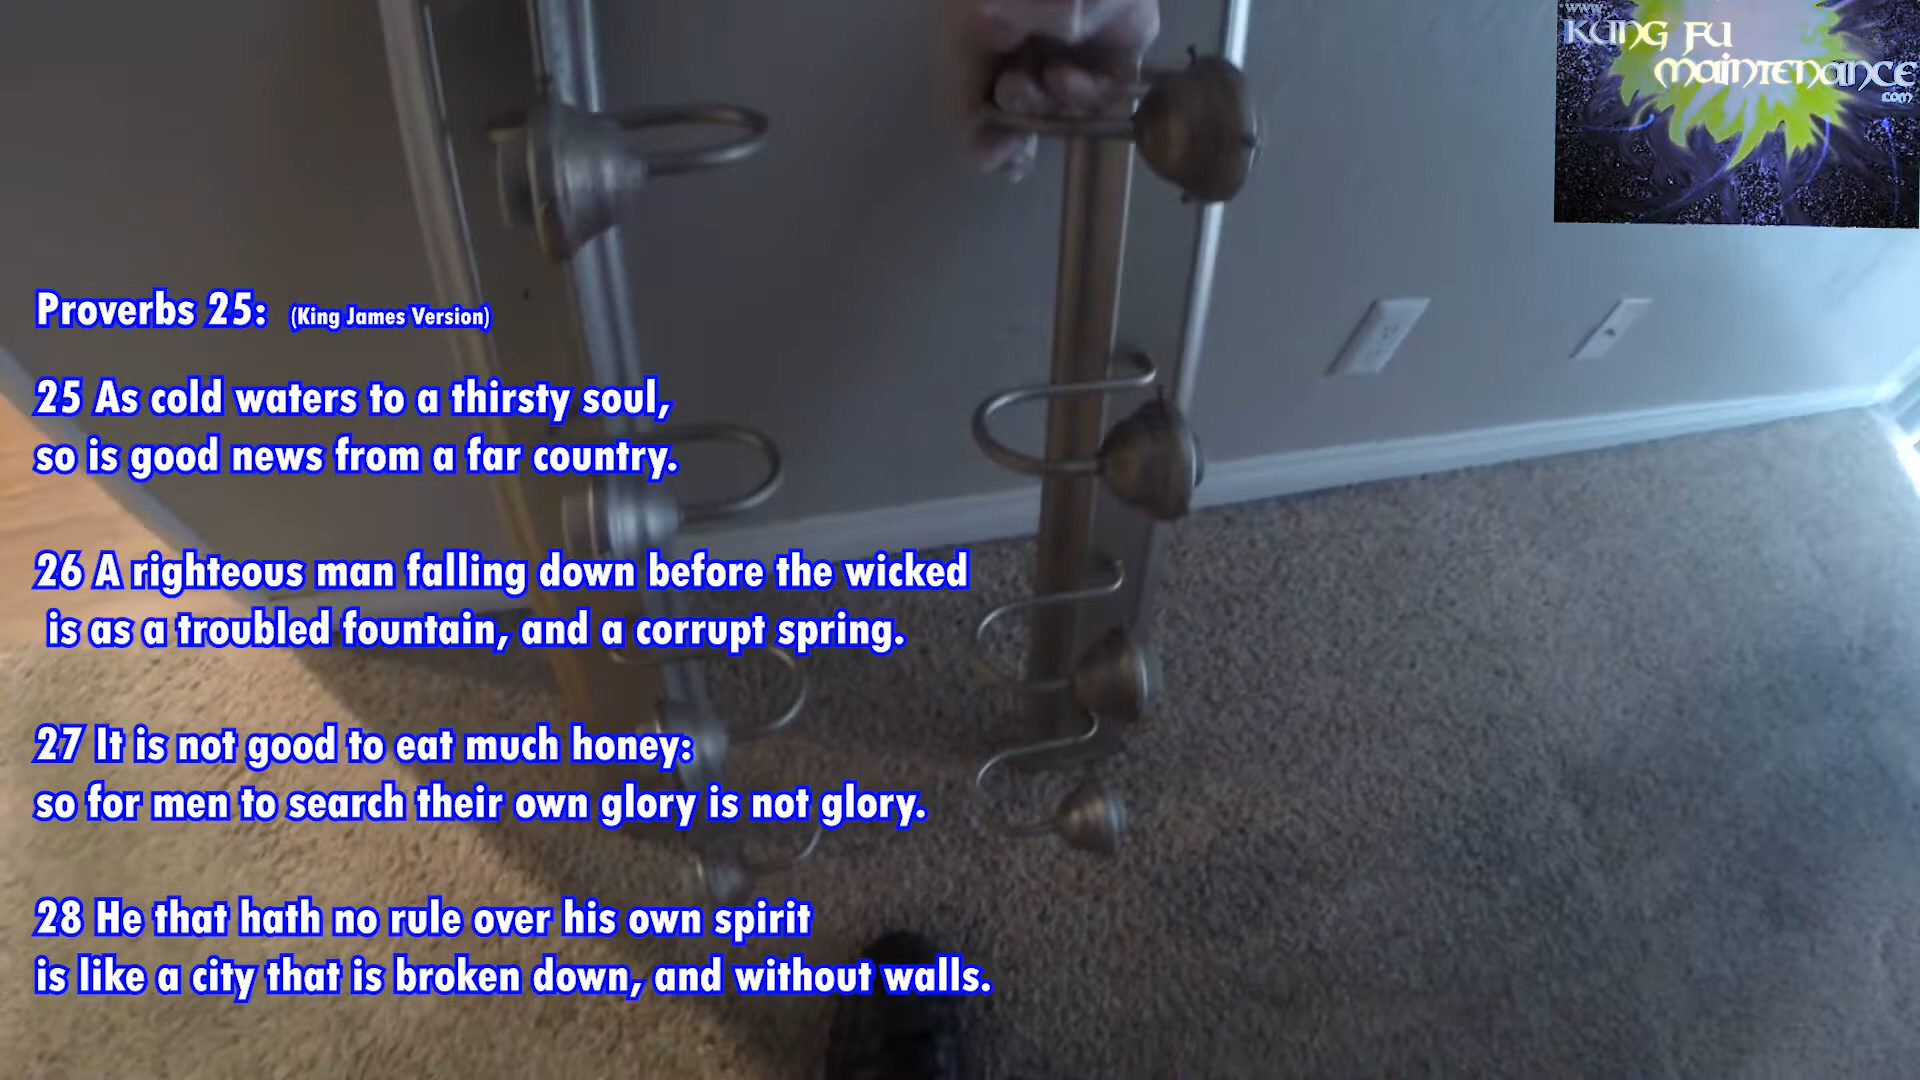 www.
Kung Fu
Maintenance
.com
Proverbs 25: (King James Version)
25 As cold waters to a thirsty soul,
so is good news from a far country.
26 A righteous man falling down before the wicked
is as a troubled fountain, and a corrupt spring.
27 It is not good to eat much honey:
so for men to search their own glory is not glory.
28 He that hath no rule over his own spirit
is like a city that is broken down, and without walls.